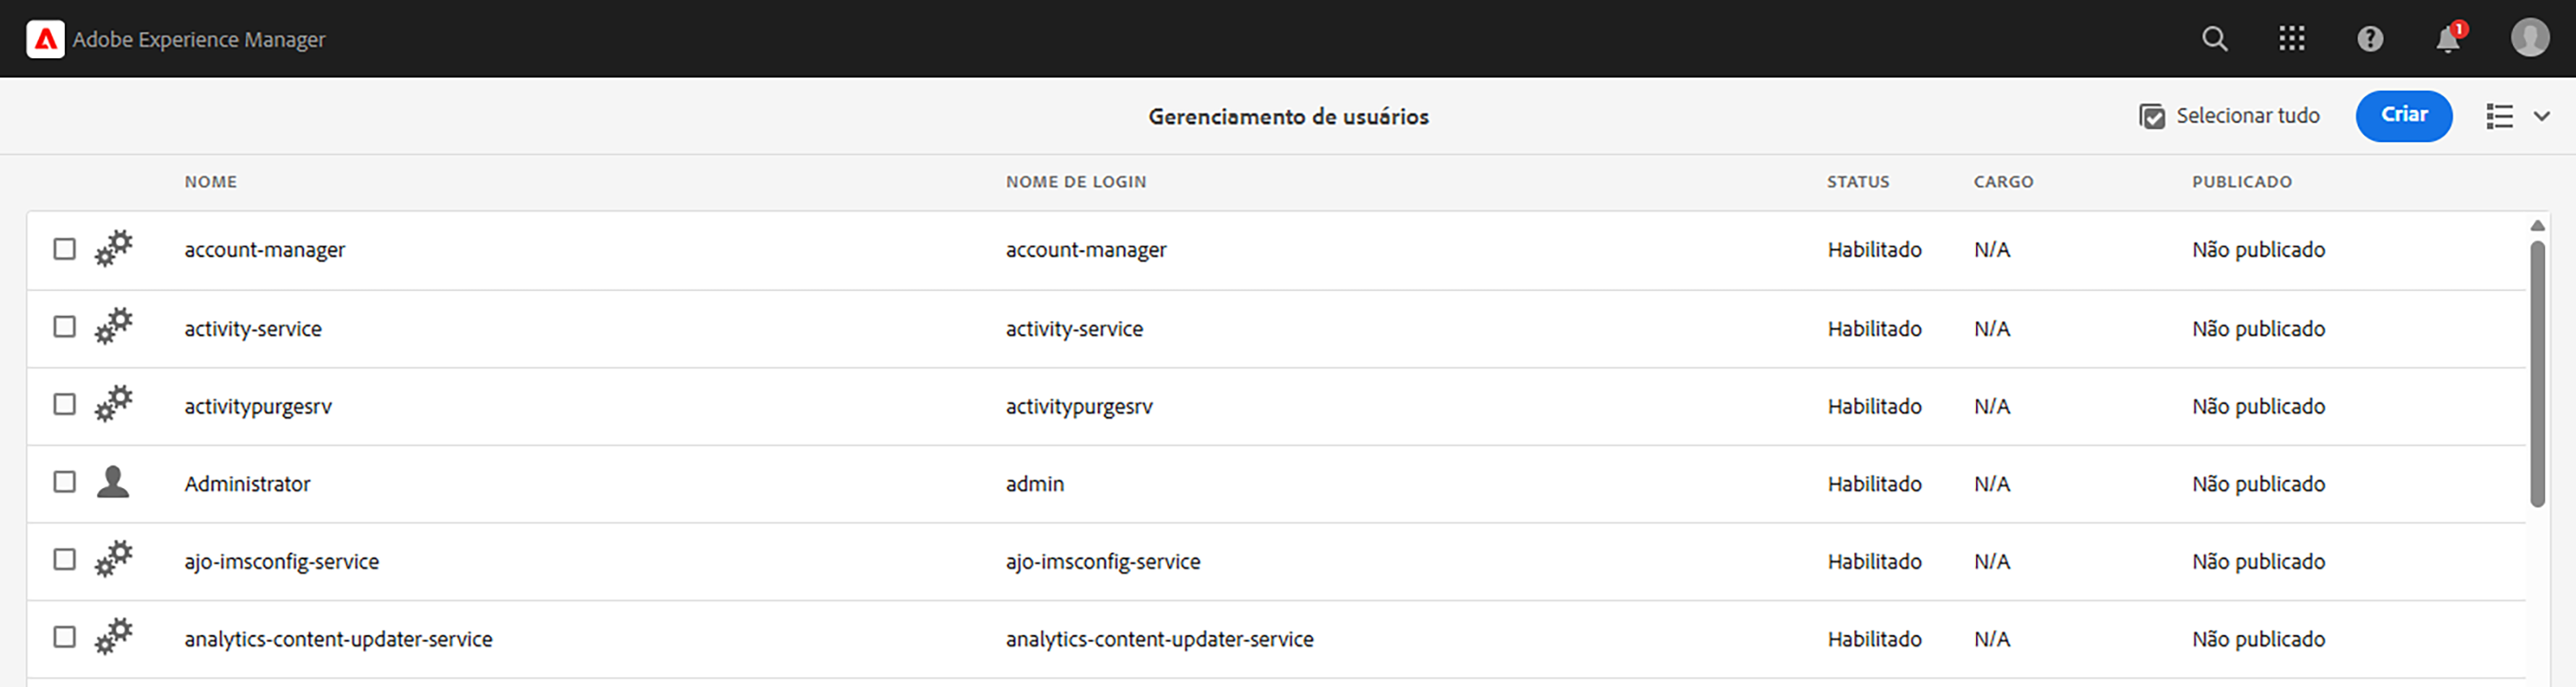 Adobe Experience Manager
1
Gerenciamento de usuários
Selecionar tudo
Criar
NOME NOME DE LOGIN STATUS CARGO PUBLICADO
account-manager account-manager Habilitado N/A Não publicado
activity-service activity-service Habilitado N/A Não publicado
activitypurgesrv activitypurgesrv Habilitado N/A Não publicado
Administrator admin Habilitado N/A Não publicado
ajo-imsconfig-service ajo-imsconfig-service Habilitado N/A Não publicado
analytics-content-updater-service analytics-content-updater-service Habilitado N/A Não publicado